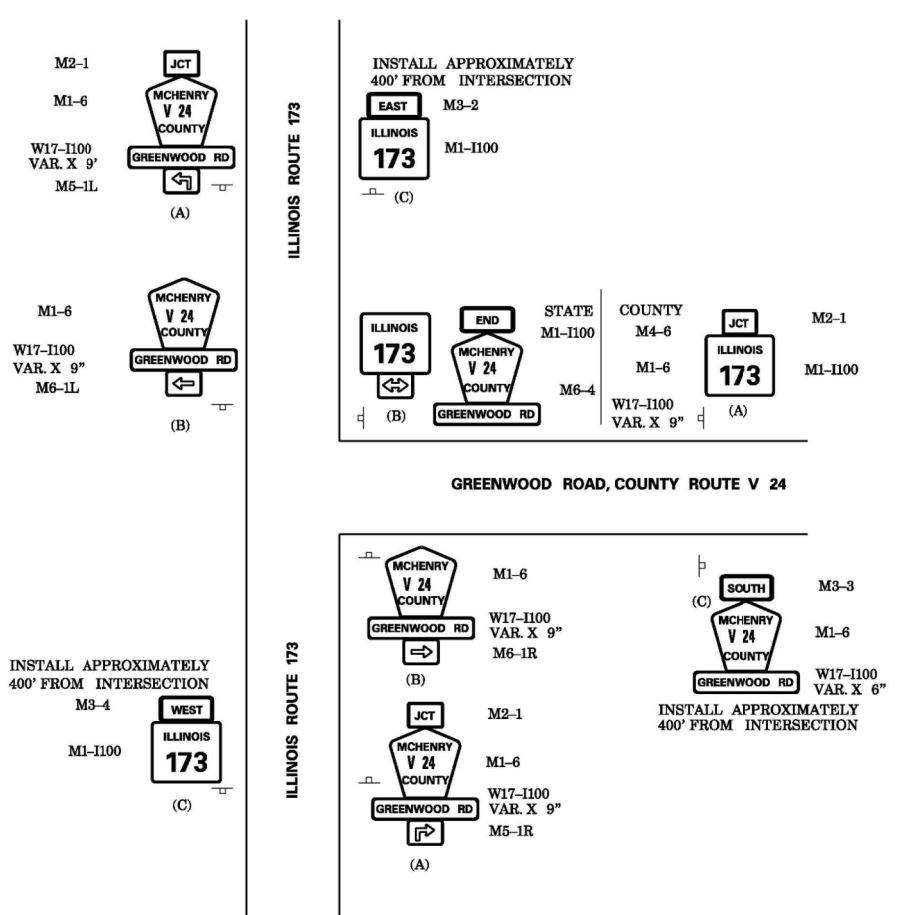 M2–1
JCT
M1–6
MCHENRY
V 24
COUNTY
W17–I100
VAR. X 9'
GREENWOOD RD
M5–1L
(A)
M1–6
MCHENRY
V 24
COUNTY
W17–I100
VAR. X 9”
GREENWOOD RD
M6–1L
(B)
INSTALL APPROXIMATELY
400' FROM INTERSECTION
M3–4
WEST
M1–I100
ILLINOIS
173
(C)
ILLINOIS ROUTE 173
ILLINOIS ROUTE 173
INSTALL APPROXIMATELY
400' FROM INTERSECTION
EAST
M3–2
ILLINOIS
173
M1–I100
(C)
ILLINOIS
173
(B)
END
MCHENRY
V 24
COUNTY
GREENWOOD RD
STATE
M1–I100
M6–4
COUNTY
M4–6
M1–6
W17–I100
VAR. X 9”
JCT
M2–1
ILLINOIS
173
M1–I100
(A)
GREENWOOD ROAD, COUNTY ROUTE V 24
MCHENRY
V 24
COUNTY
M1–6
GREENWOOD RD
W17–I100
VAR. X 9”
M6–1R
(B)
JCT
M2–1
MCHENRY
V 24
COUNTY
M1–6
GREENWOOD RD
W17–I100
VAR. X 9”
M5–1R
(A)
(C)
SOUTH
M3–3
MCHENRY
V 24
COUNTY
M1–6
GREENWOOD RD
W17–I100
VAR. X 6”
INSTALL APPROXIMATELY
400' FROM INTERSECTION